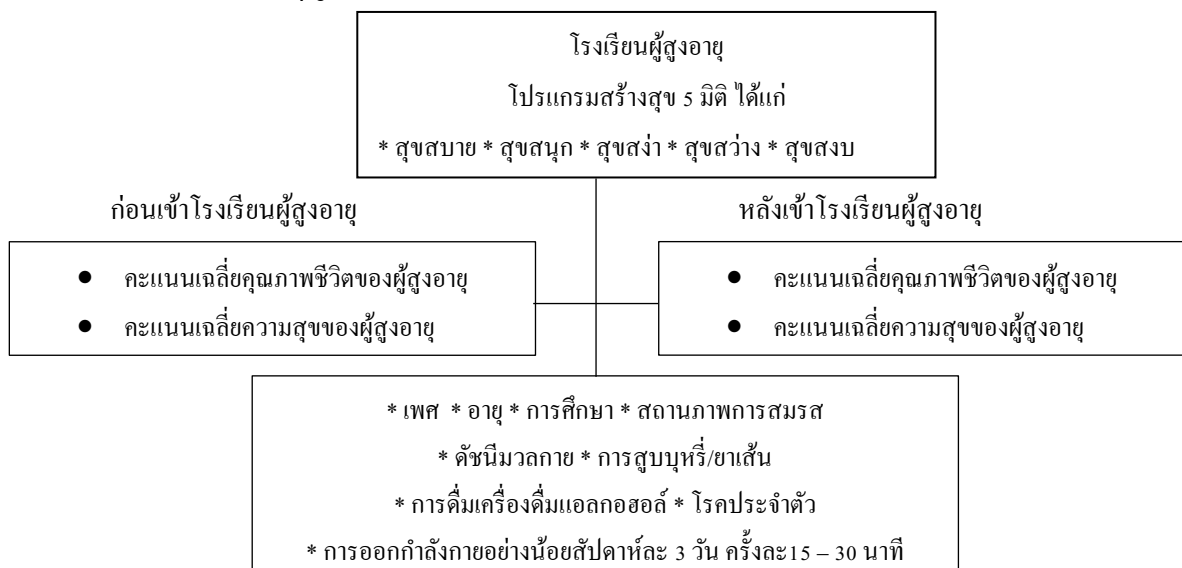 โรงเรียนผู้สูงอายุ
โปรแกรมสร้างสุข 5 มิติ ได้แก่
* สุขสบาย * สุขสนุก * สุขสง่า * สุขสว่าง * สุขสงบ
ก่อนเข้าโรงเรียนผู้สูงอายุ
● คะแนนเฉลี่ยคุณภาพชีวิตของผู้สูงอายุ
● คะแนนเฉลี่ยความสุขของผู้สูงอายุ
หลังเข้าโรงเรียนผู้สูงอายุ
● คะแนนเฉลี่ยคุณภาพชีวิตของผู้สูงอายุ
● คะแนนเฉลี่ยความสุขของผู้สูงอายุ
* เพศ * อายุ * การศึกษา * สถานภาพการสมรส
* ดัชนีมวลกาย * การสูบบุหรี่/ยาเส้น
* การดื่มเครื่องดื่มแอลกอฮอล์ * โรคประจำตัว
* การออกกำลังกายอย่างน้อยสัปดาห์ละ 3 วัน ครั้งละ15 – 30 นาที